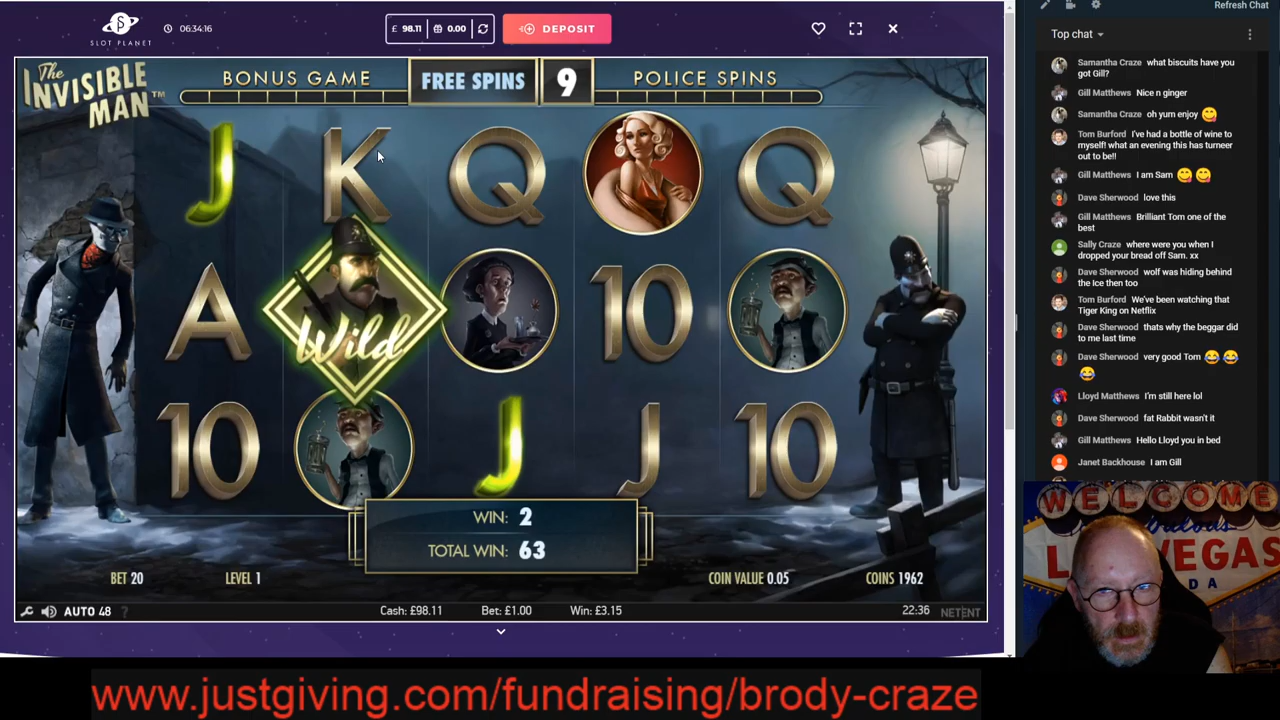 SLOT PLANET
06:34:16
£ 98.11
0.00
DEPOSIT
The
INVISIBLE
MAN™
BONUS GAME
FREE SPINS
9
POLICE SPINS
J
K
Q
Q
A
Wild
10
10
J
J
10
WIN: 2
TOTAL WIN: 63
BET 20
LEVEL 1
COIN VALUE 0.05
COINS 1962
AUTO 48
?
Cash: £98.11
Bet: £1.00
Win: £3.15
22:36
NETENT
Refresh Chat
Top chat
Samantha Craze what biscuits have you
got Gill?
Gill Matthews Nice n ginger
Samantha Craze oh yum enjoy 😋
Tom Burford I've had a bottle of wine to
myself! what an evening this has turneer
out to be!!
Gill Matthews I am Sam 😋 😋
Dave Sherwood love this
Gill Matthews Brilliant Tom one of the
best
Sally Craze where were you when I
dropped your bread off Sam. xx
Dave Sherwood wolf was hiding behind
the Ice then too
Tom Burford We've been watching that
Tiger King on Netflix
Dave Sherwood thats why the beggar did
to me last time
Dave Sherwood very good Tom 😂 😂
😂
Lloyd Matthews I'm still here lol
Dave Sherwood fat Rabbit wasn't it
Gill Matthews Hello Lloyd you in bed
Janet Backhouse I am Gill
WELCOME
www.justgiving.com/fundraising/brody-craze